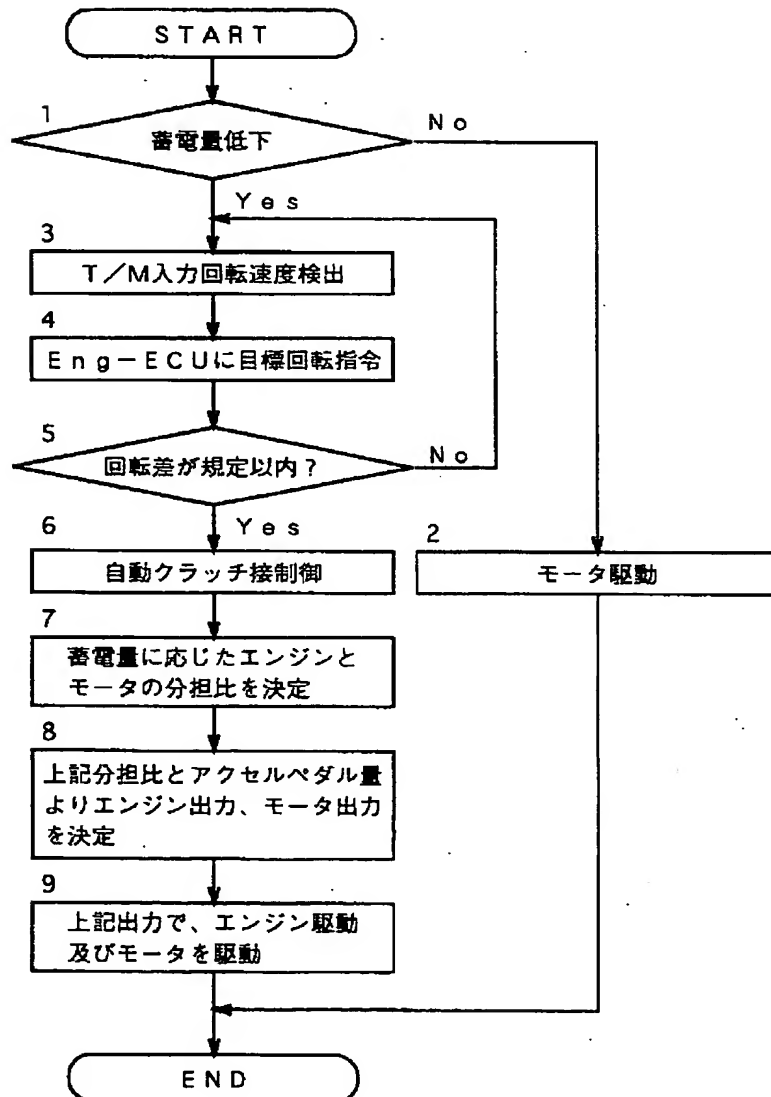 START
1
蓄電量低下
No
Yes
3
T/M入力回転速度検出
4
Eng-ECUに目標回転指令
5
回転差が規定以内?
No
Yes
6
自動クラッチ接制御
2
モータ駆動
7
蓄電量に応じたエンジンと
モータの分担比を決定
8
上記分担比とアクセルペダル量
よりエンジン出力、モータ出力
を決定
9
上記出力で、エンジン駆動
及びモータを駆動
END